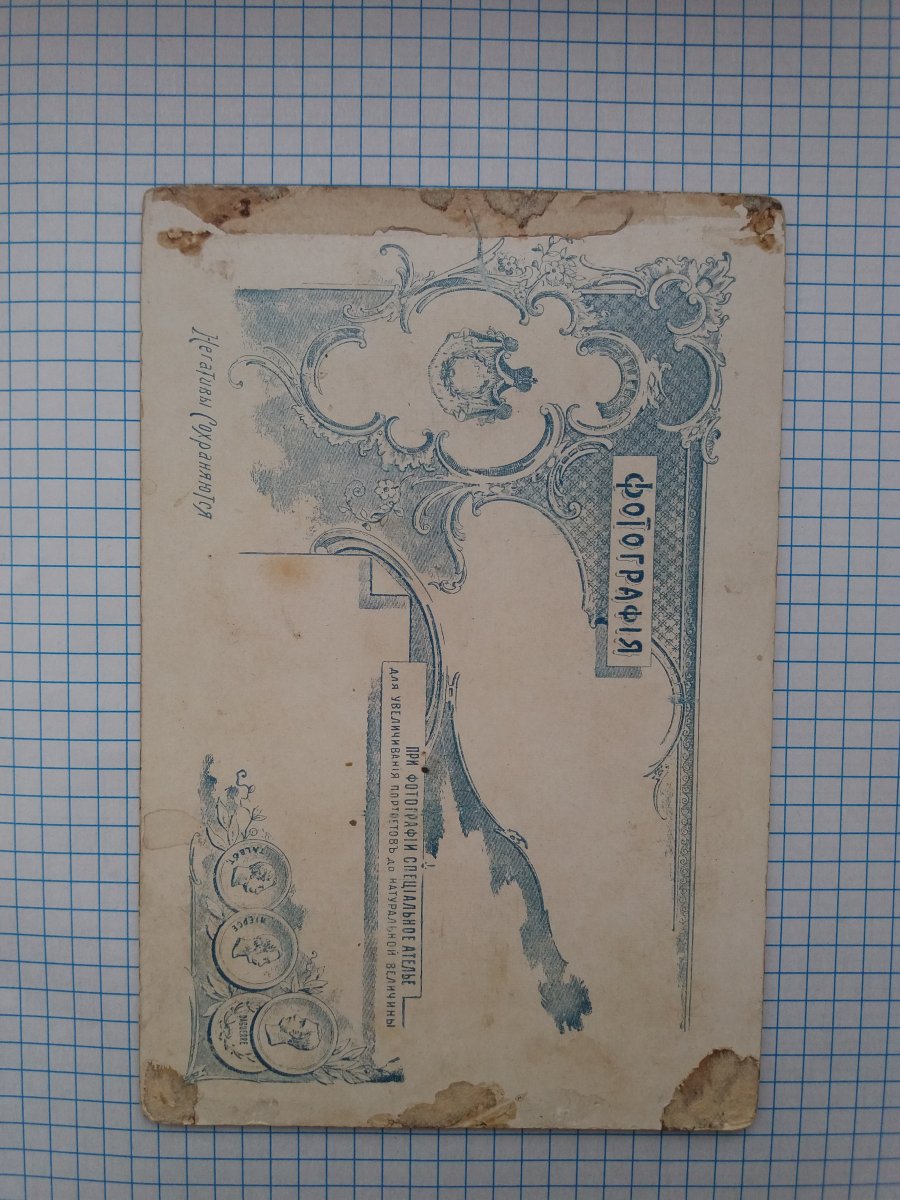 ФОТОГРАФІЯ
ПРИ ФОТОГРАФІИ СПЕЦІАЛЬНОЕ АТЕЛЬЕ
ДЛЯ УВЕЛИЧИВАНІЯ ПОРТРЕТОВЪ ДО НАТУРАЛЬНОЙ ВЕЛИЧИНЫ
TALBOT
NIEPCE
DAGUERRE
Негативы Сохраняются